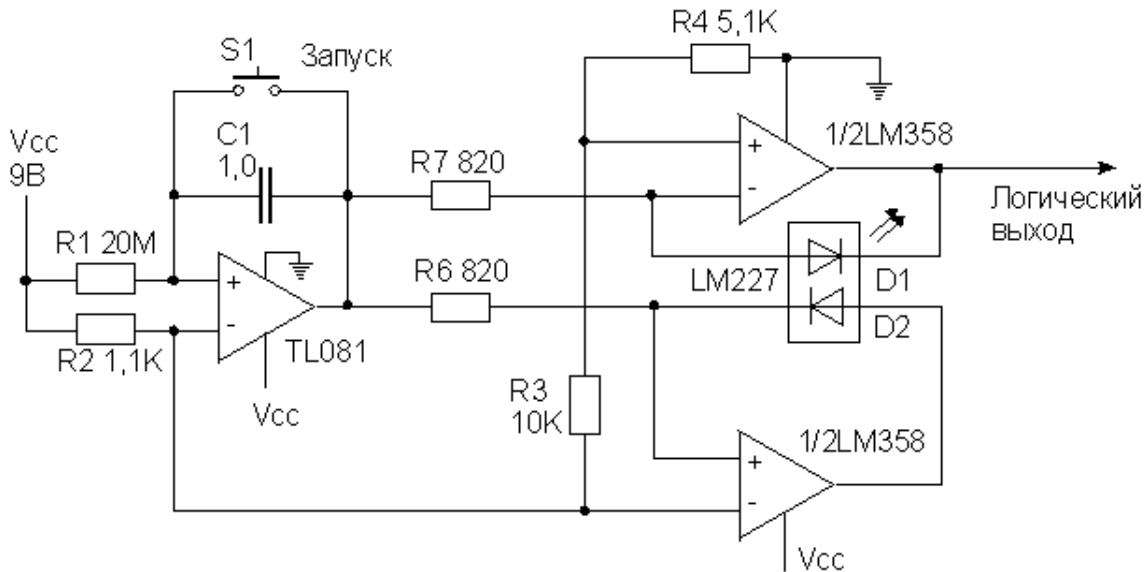 R4 5,1K
S1
Запуск
Vcc
9В
C1
1,0
+
-
1/2LM358
R7 820
Логический
выход
R1 20M
+
-
R6 820
LM227
D1
D2
R2 1,1K
TL081
Vcc
R3
10K
1/2LM358
+
-
Vcc